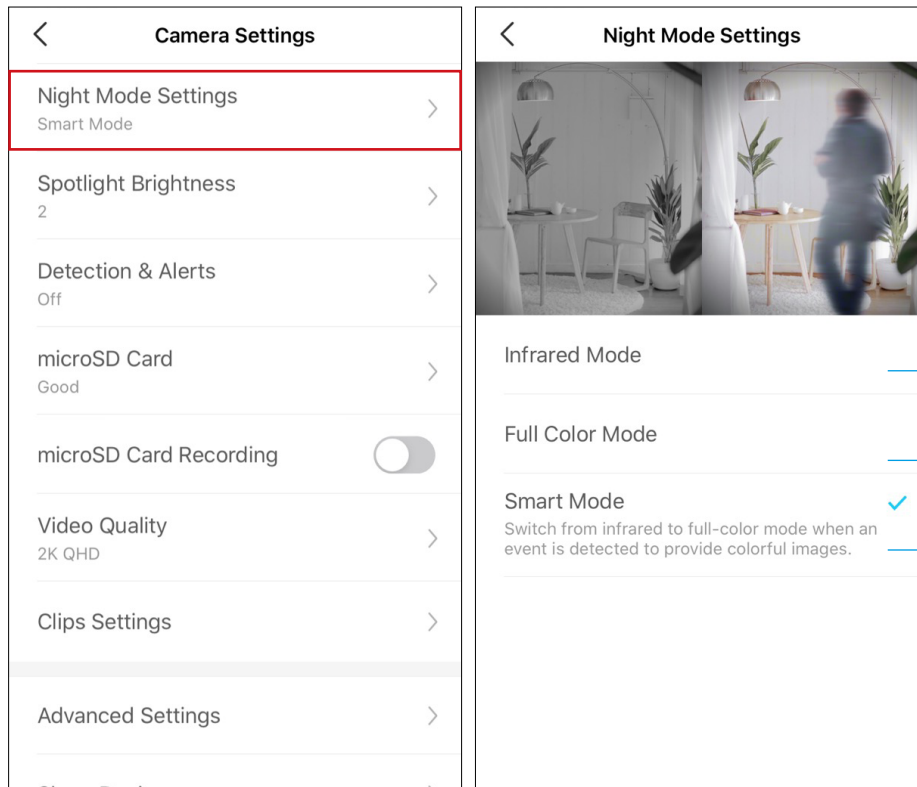 Camera Settings
Night Mode Settings
Smart Mode
Spotlight Brightness
2
Detection & Alerts
Off
microSD Card
Good
microSD Card Recording
Video Quality
2K QHD
Clips Settings
Advanced Settings
Night Mode Settings
Infrared Mode
Full Color Mode
Smart Mode
Switch from infrared to full-color mode when an
event is detected to provide colorful images.